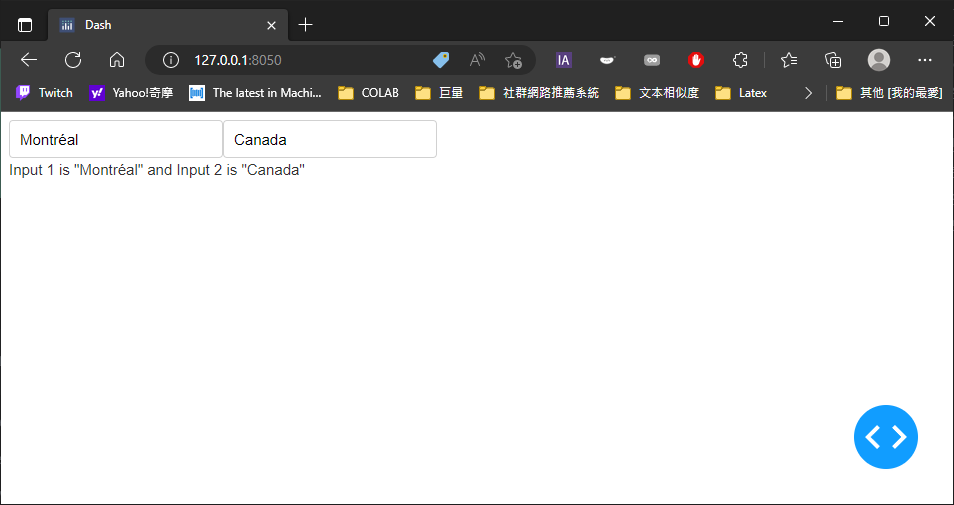 Dash
127.0.0.1:8050
IA
Twitch Yahoo!奇摩 The latest in Machi... COLAB 巨量 社群網路推薦系統 文本相似度 Latex 其他 [我的最愛]
Montréal Canada
Input 1 is "Montréal" and Input 2 is "Canada"